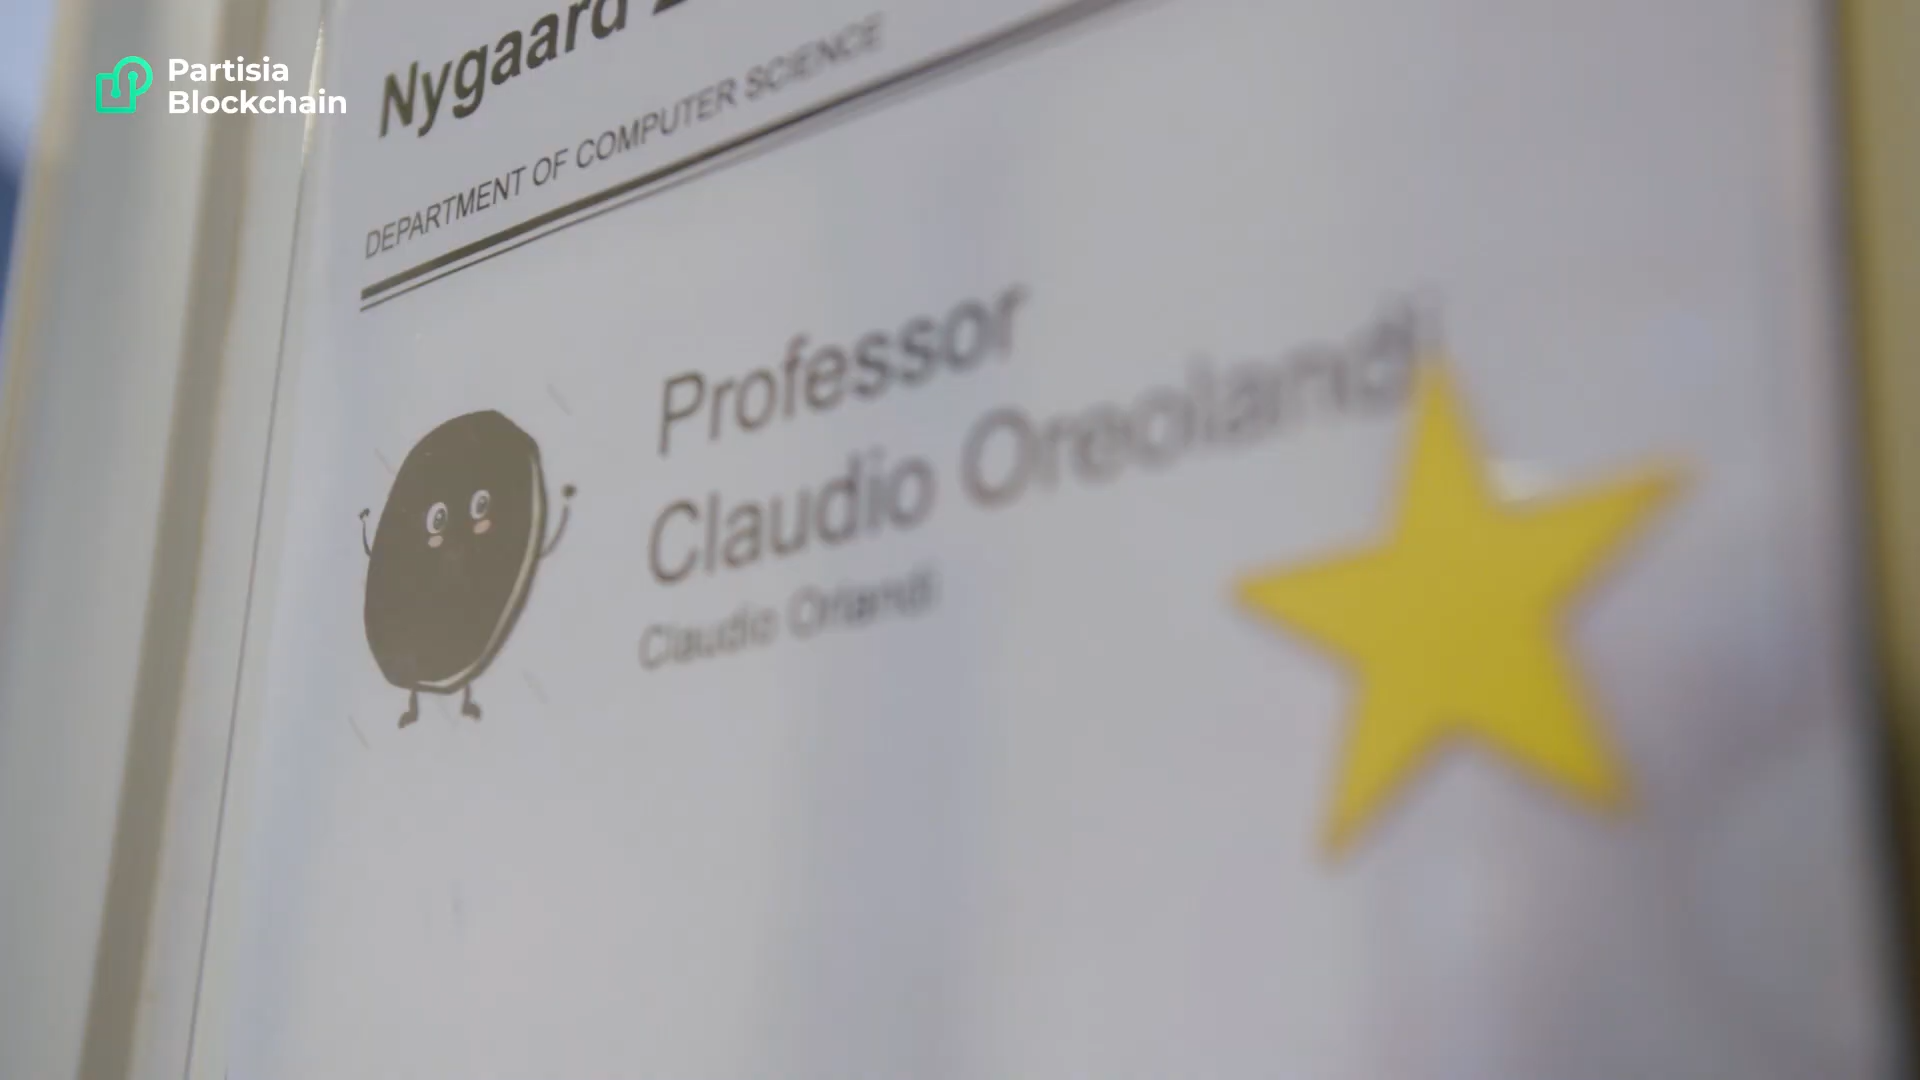 Partisia
Blockchain
Nygaard
DEPARTMENT OF COMPUTER SCIENCE
Professor
Claudio Oreolandi
Claudio Orlandi